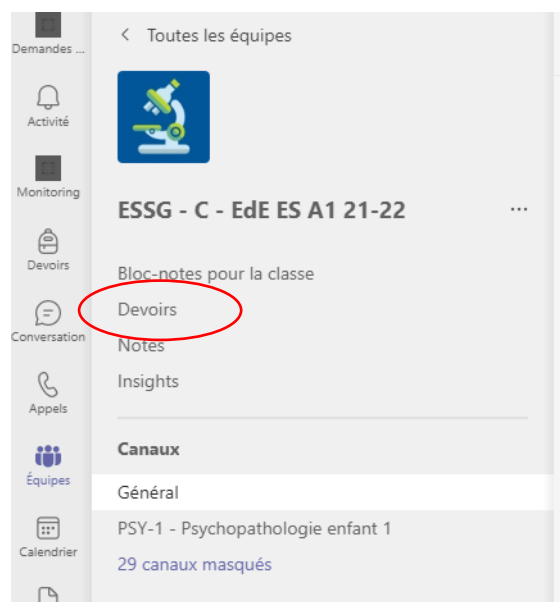 Demandes ...
Activité
Monitoring
Devoirs
Conversation
Appels
Équipes
Calendrier
< Toutes les équipes
ESSG - C - EdE ES A1 21-22 ...
Bloc-notes pour la classe
Devoirs
Notes
Insights
Canaux
Général
PSY-1 - Psychopathologie enfant 1
29 canaux masqués